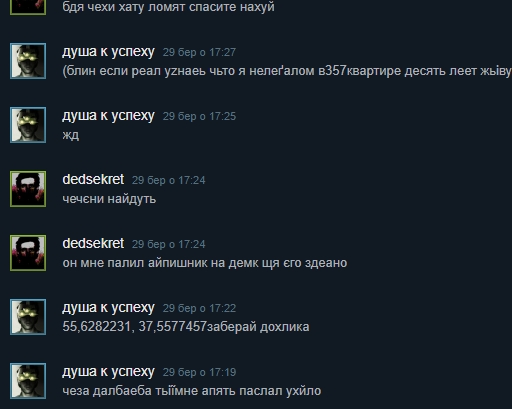 бдя чехи хату ломят спасите нахуй
душа к успеху 29 бер о 17:27
(блин если реал уzнаеь чьто я нелеґалом в357квартире десять леет жьіву
душа к успеху 29 бер о 17:25
жд
dedsekret 29 бер о 17:24
чечєни найдуть
dedsekret 29 бер о 17:24
он мне палил айпишник на демк щя єго здеано
душа к успеху 29 бер о 17:22
55,6282231, 37,5577457заберай дохлика
душа к успеху 29 бер о 17:19
чеза далбаеба тыїмне апять паслал ухйло